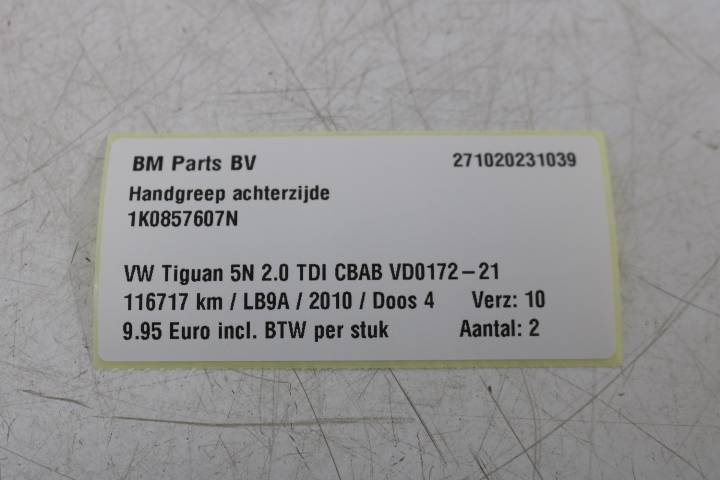 BM Parts BV 271020231039
Handgreep achterzijde
1K0857607N
VW Tiguan 5N 2.0 TDI CBAB VD0172-21
116717 km / LB9A / 2010 / Doos 4 Verz: 10
9.95 Euro incl. BTW per stuk Aantal: 2